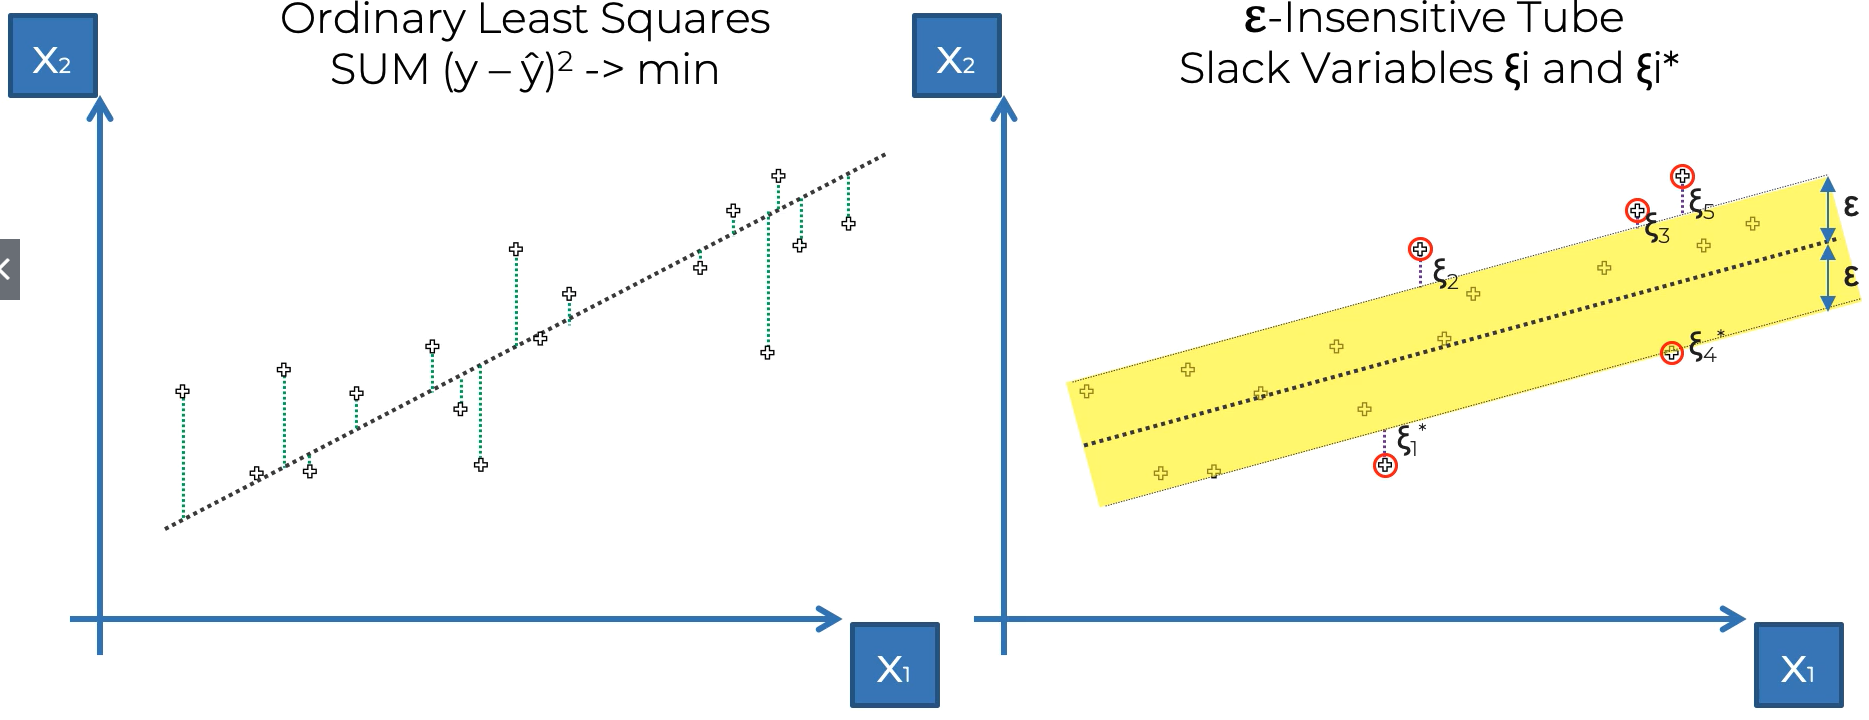 Ordinary Least Squares
SUM (y – ŷ)² -> min
X₂
X₁
ε-Insensitive Tube
Slack Variables ξi and ξi*
X₂
ξ₅
ε
ξ₃
ξ₂
ε
ξ₄*
ξ₁*
X₁